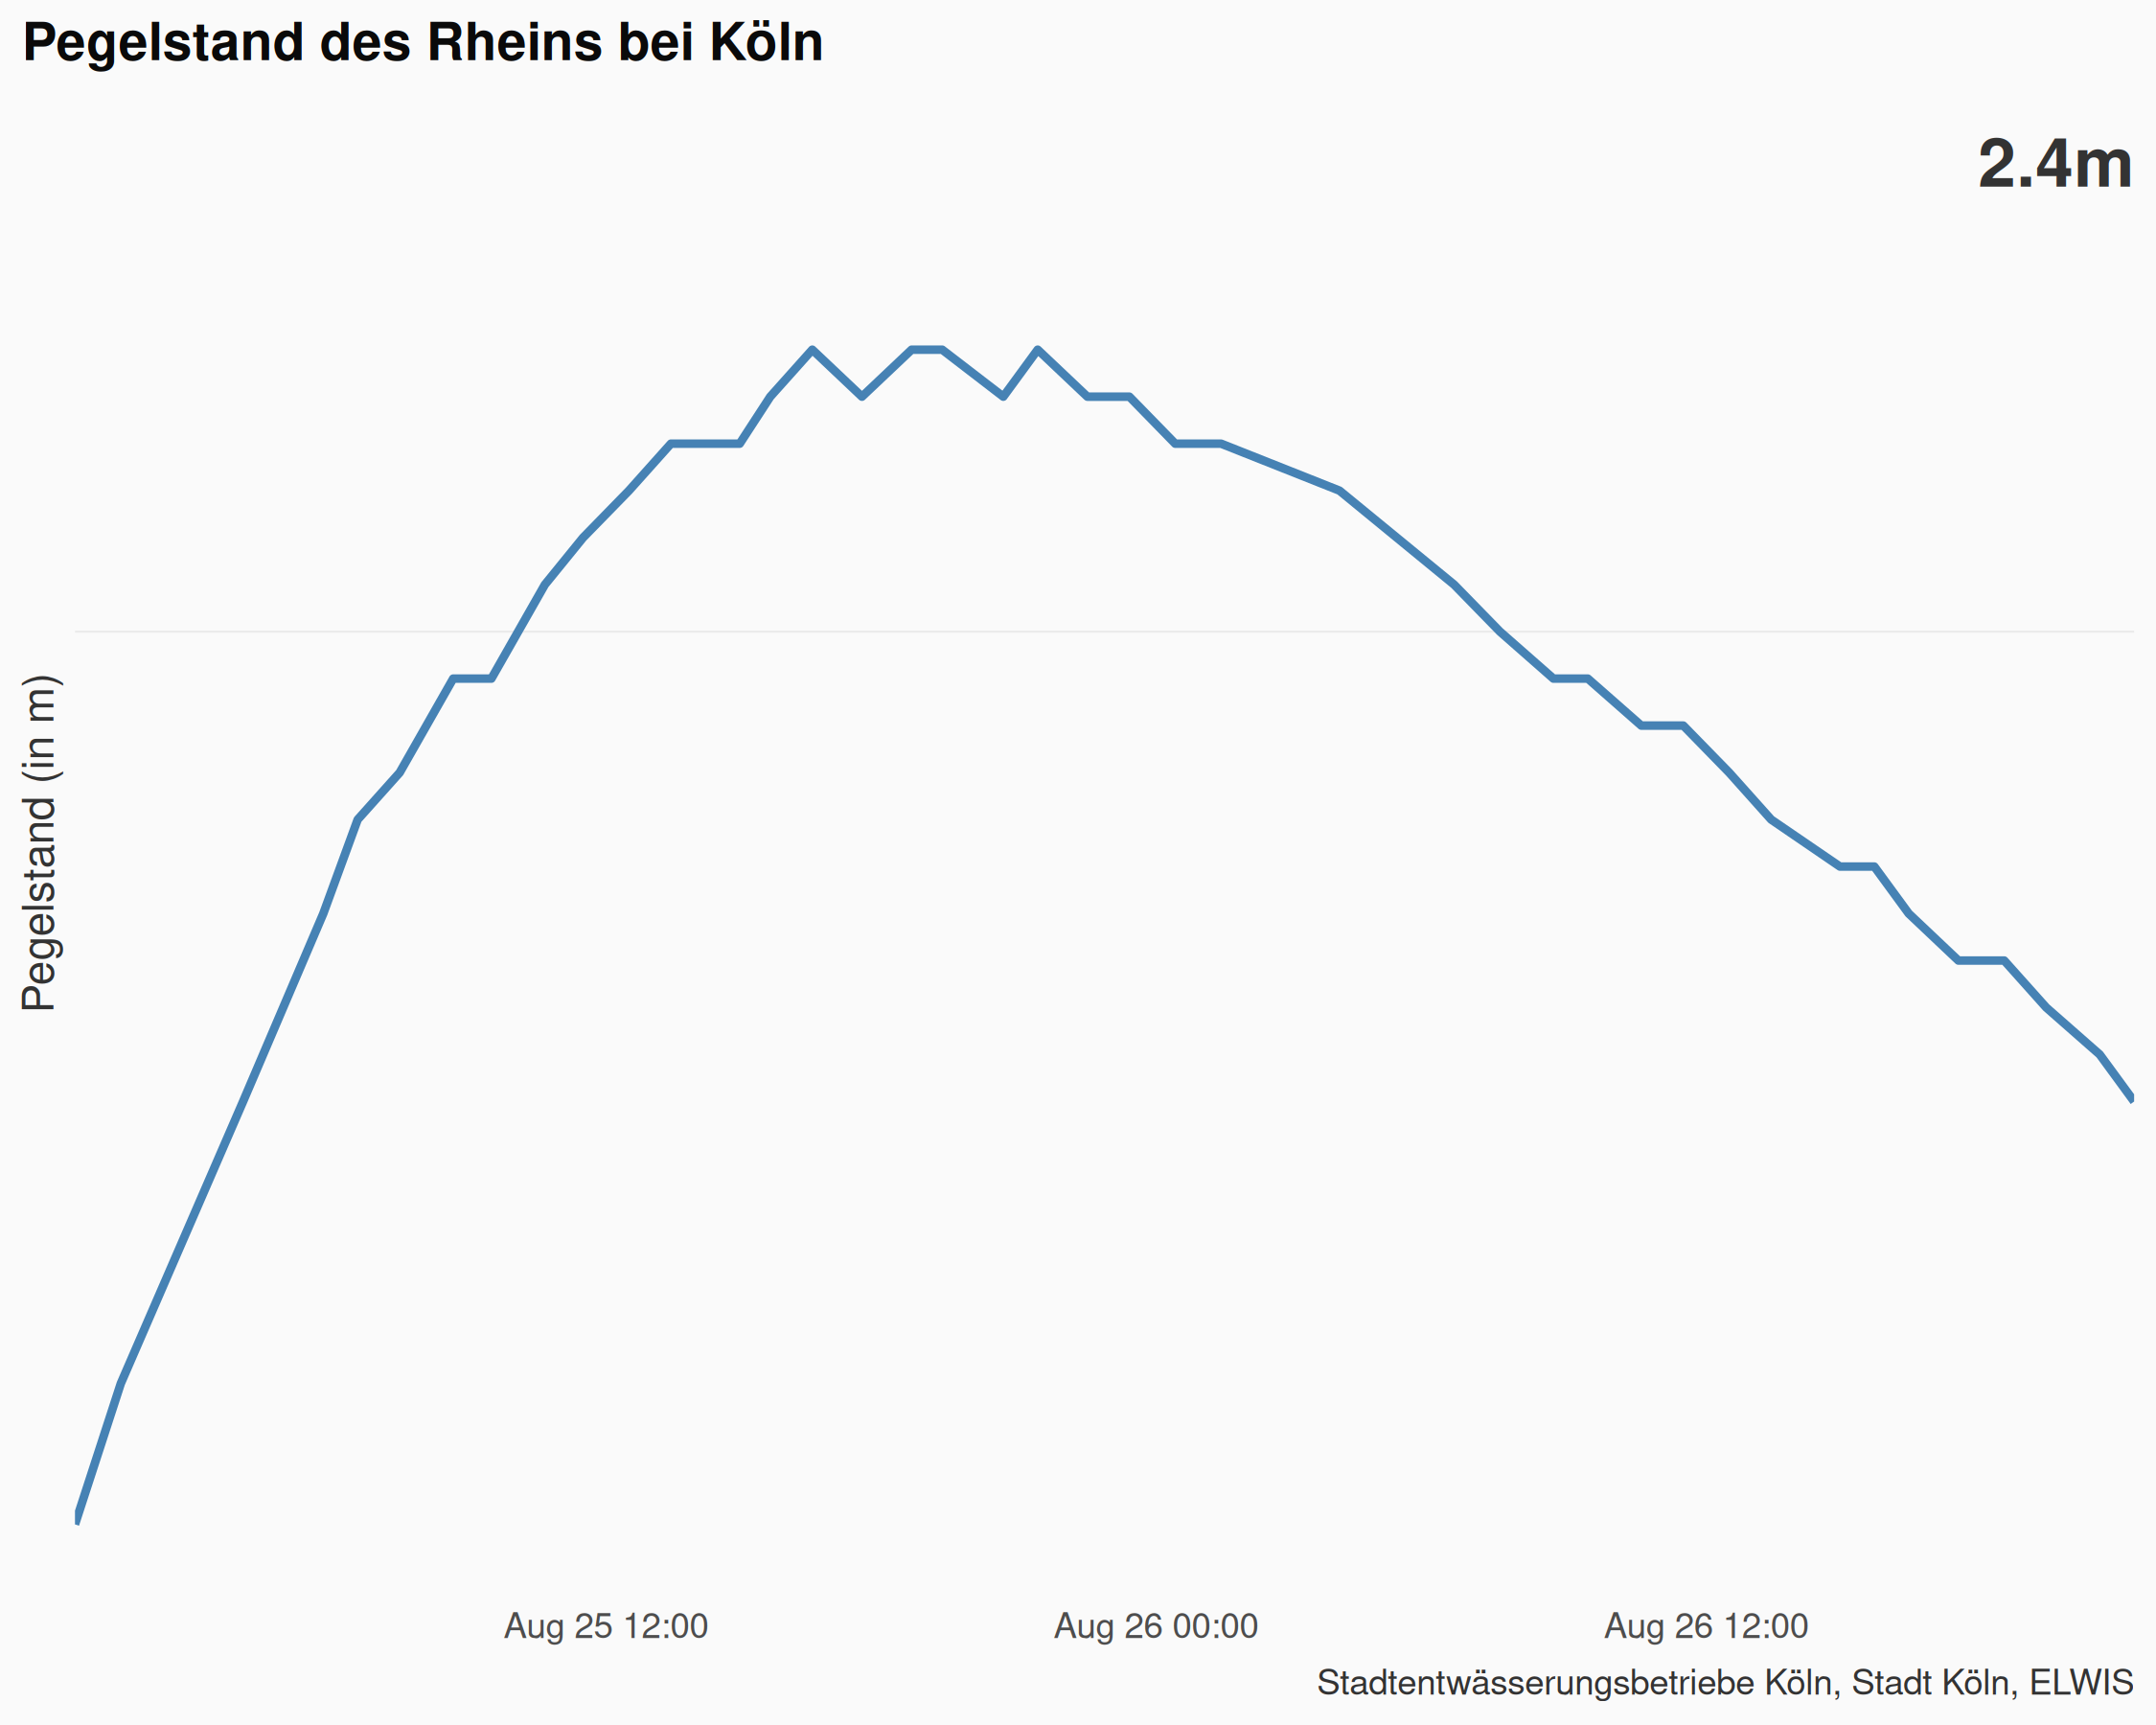 Pegelstand des Rheins bei Köln
2.4m
Pegelstand (in m)
Aug 25 12:00
Aug 26 00:00
Aug 26 12:00
Stadtentwässerungsbetriebe Köln, Stadt Köln, ELWIS